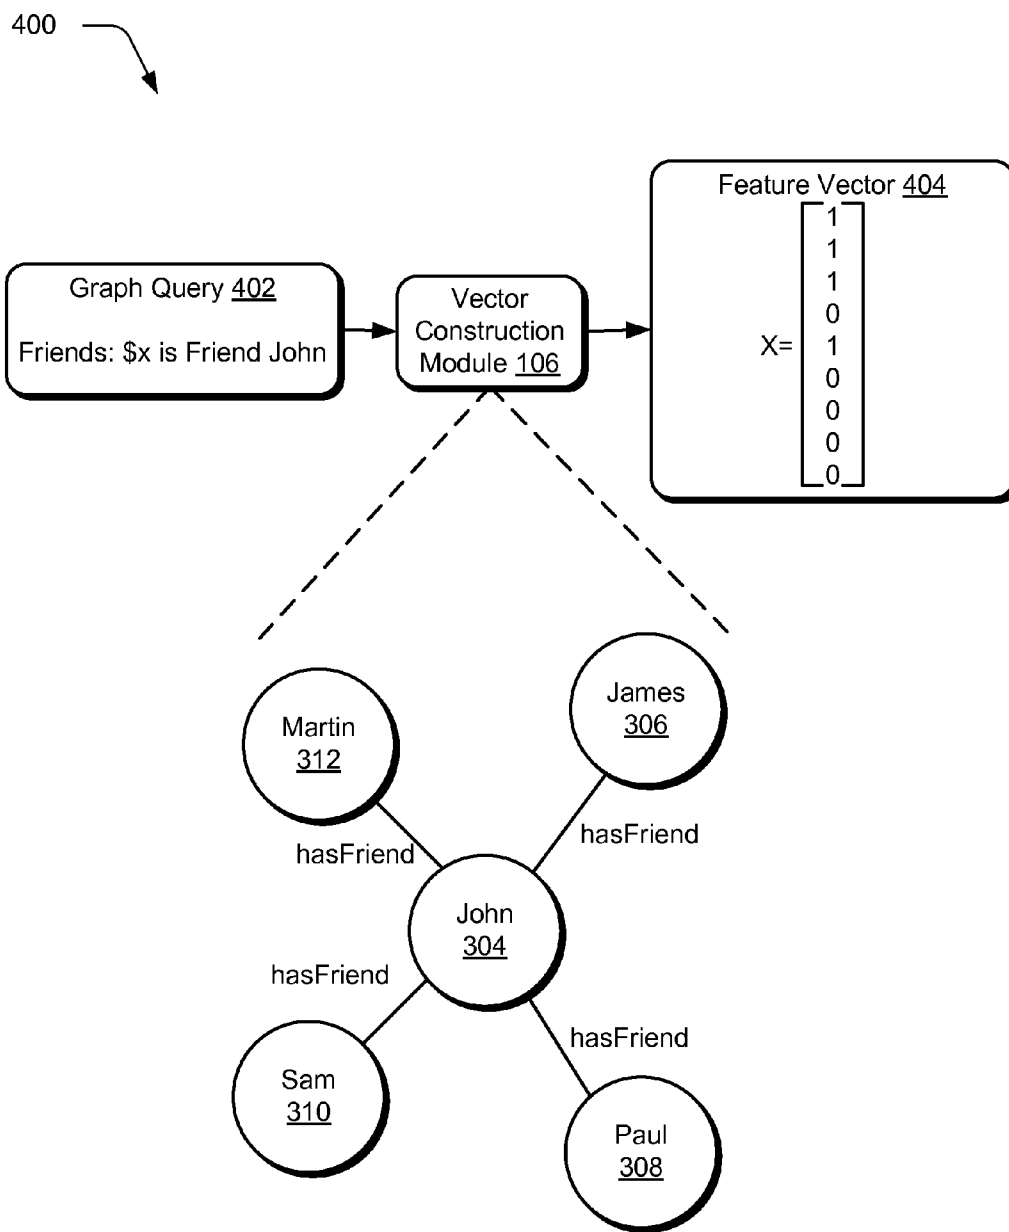 400
Graph Query 402
Friends: $x is Friend John
Vector
Construction
Module 106
Feature Vector 404
X=
1
1
1
0
1
0
0
0
0
Martin
312
James
306
hasFriend
hasFriend
John
304
hasFriend
hasFriend
Sam
310
Paul
308